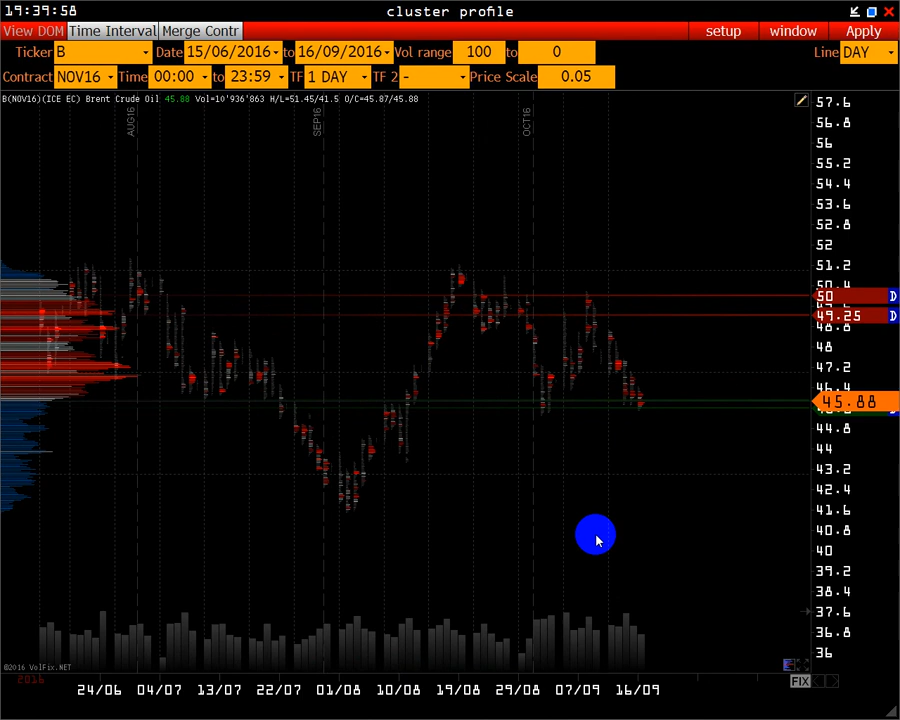 19:39:58 cluster profile
View DOM Time Interval Merge Contr setup window Apply
Ticker B Date 15/06/2016 to 16/09/2016 Vol range 100 to 0 Line DAY
Contract NOV16 Time 00:00 to 23:59 TF 1 DAY TF 2 - Price Scale 0.05
B(NOV16)(ICE EC) Brent Crude Oil 45.88 Vol=10'936'863 H/L=51.45/41.5 O/C=45.87/45.88
AUG16 SEP16 OCT16
57.6
56.8
56
55.2
54.4
53.6
52.8
52
51.2
50 D
49.25 D
48.8
48
47.2
46.4
45.88
44.8
44
43.2
42.4
41.6
40.8
40
39.2
38.4
37.6
36.8
36
©2016 VolFix.NET
2016
FIX
24/06 04/07 13/07 22/07 01/08 10/08 19/08 29/08 07/09 16/09